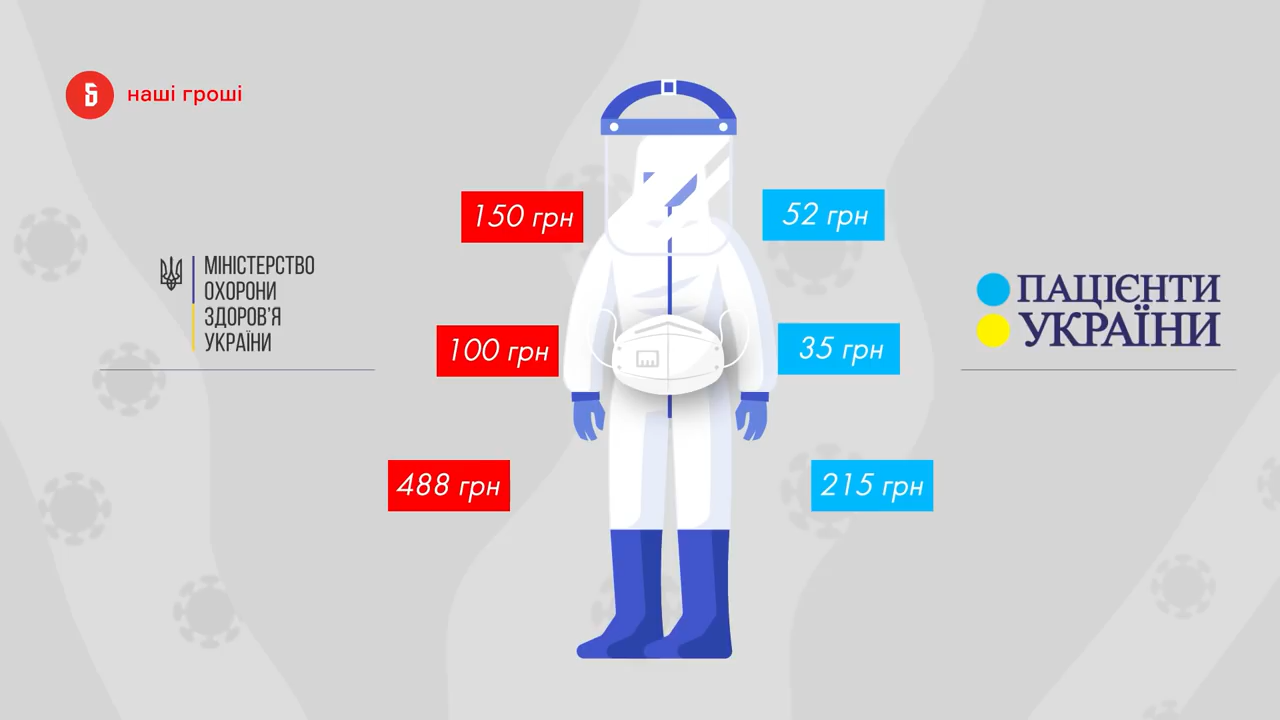 Б наші гроші
МІНІСТЕРСТВО
ОХОРОНИ
ЗДОРОВ'Я
УКРАЇНИ
150 грн
100 грн
488 грн
52 грн
35 грн
215 грн
ПАЦІЄНТИ
УКРАЇНИ